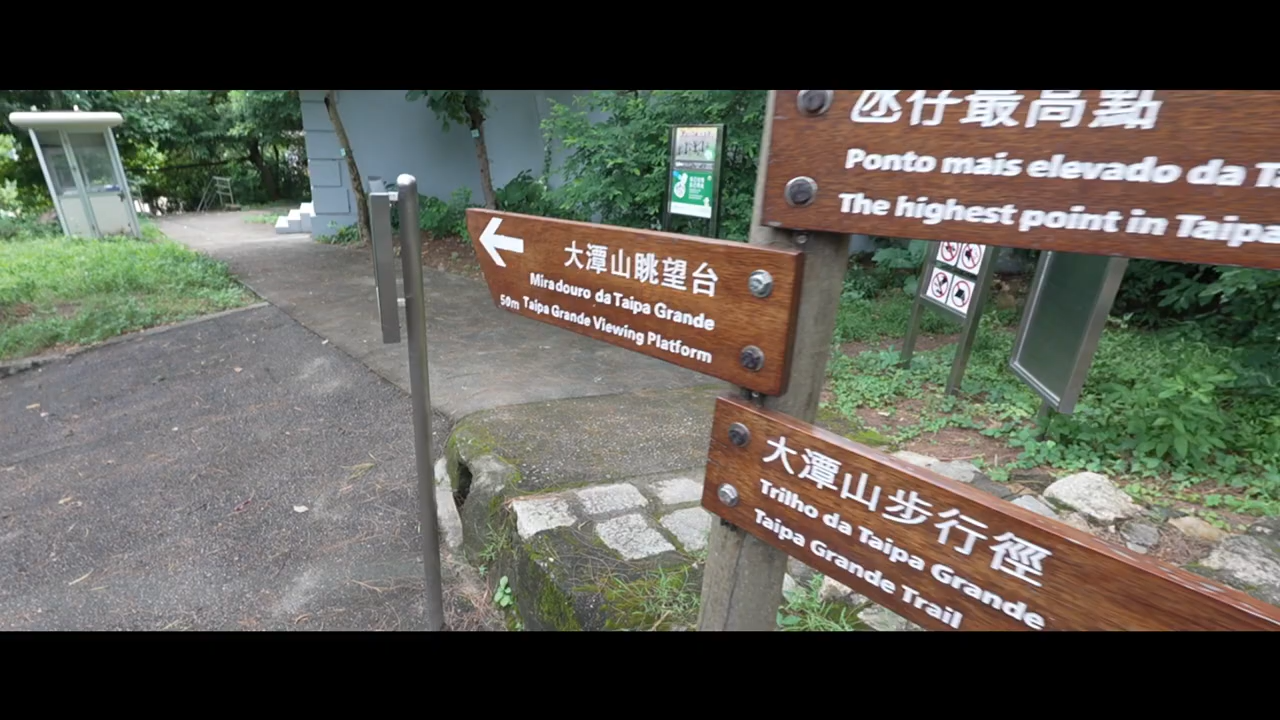 氹仔最高點
Ponto mais elevado da
The highest point in Taipa
大潭山眺望台
Miradouro da Taipa Grande
50m Taipa Grande Viewing Platform
大潭山步行徑
Trilho da Taipa Grande
Taipa Grande Trail